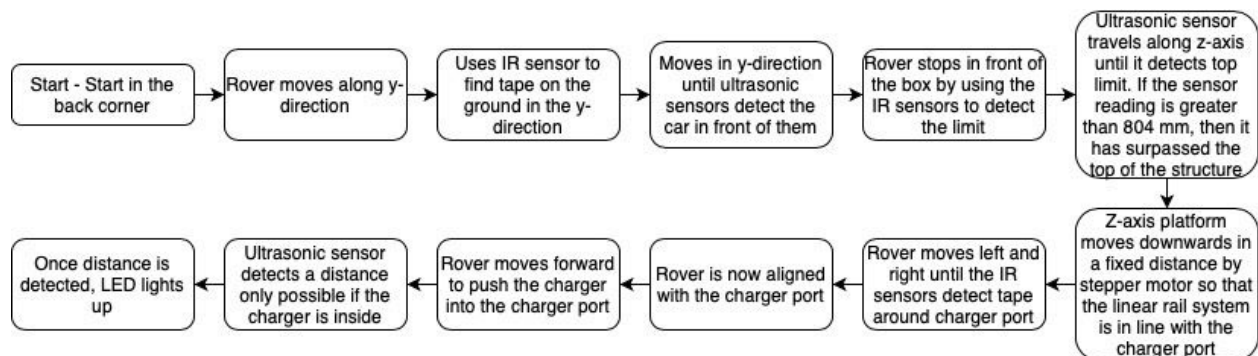 Start - Start in the
back corner
Rover moves along y-
direction
Uses IR sensor to
find tape on the
ground in the y-
direction
Moves in y-direction
until ultrasonic
sensors detect the
car in front of them
Rover stops in front
of the box by using
the IR sensors to
detect the limit
Ultrasonic sensor
travels along z-axis
until it detects top
limit. If the sensor
reading is greater
than 804 mm, then it
has surpassed the
top of the structure
Z-axis platform
moves downwards in
a fixed distance by
stepper motor so that
the linear rail system
is in line with the
charger port
Rover moves left and
right until the IR
sensors detect tape
around charger port
Rover is now aligned
with the charger port
Rover moves forward
to push the charger
into the charger port
Ultrasonic sensor
detects a distance
only possible if the
charger is inside
Once distance is
detected, LED lights
up